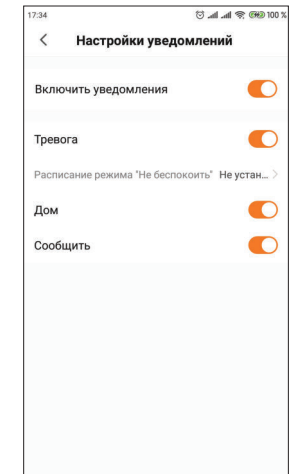 17:34 100 %
Настройки уведомлений
Включить уведомления
Тревога
Расписание режима "Не беспокоить" Не устан...
Дом
Сообщить